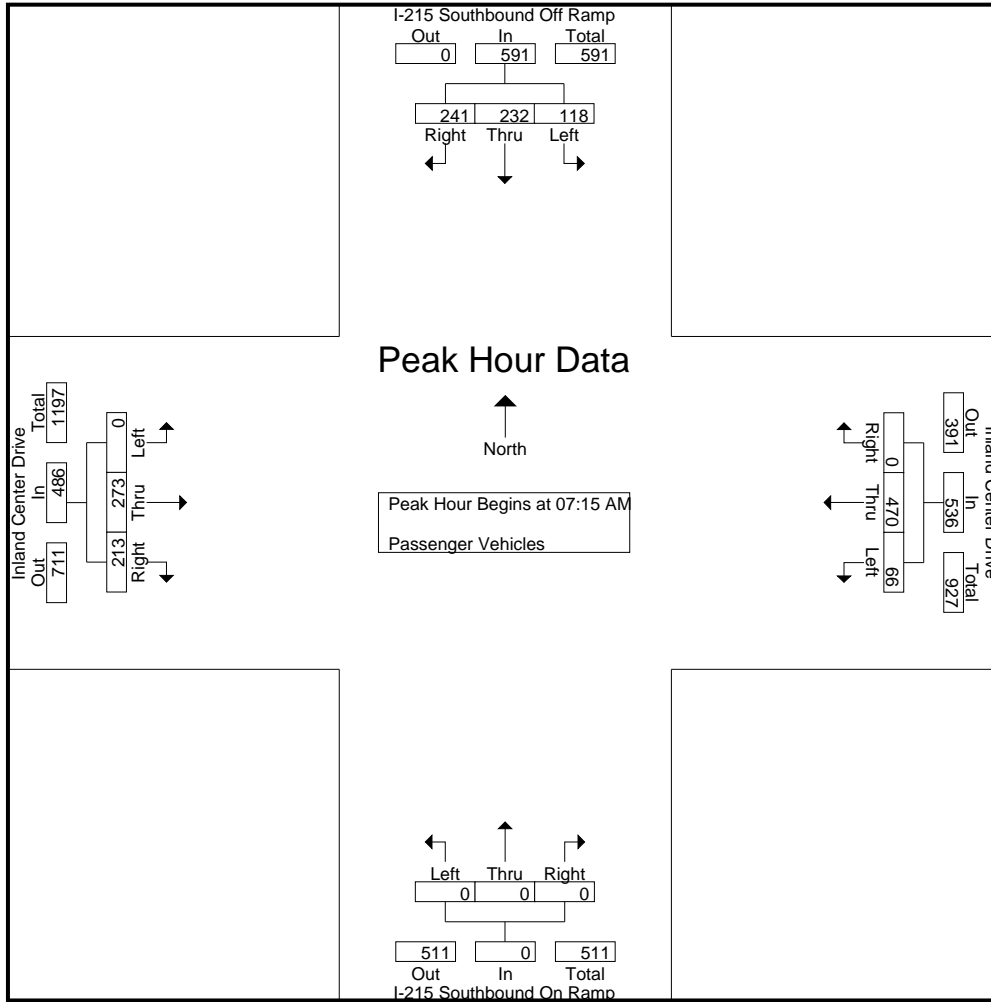 I-215 Southbound Off Ramp
Out In Total
0 591 591
241 232 118
Right Thru Left
Peak Hour Data
North
Peak Hour Begins at 07:15 AM
Passenger Vehicles
Inland Center Drive
Total In Out
1197 486 711
0 273 213
Left Thru Right
Right Thru Left
0 470 66
391 536 927
Out In Total
Inland Center Drive
Left Thru Right
0 0 0
511 0 511
Out In Total
I-215 Southbound On Ramp